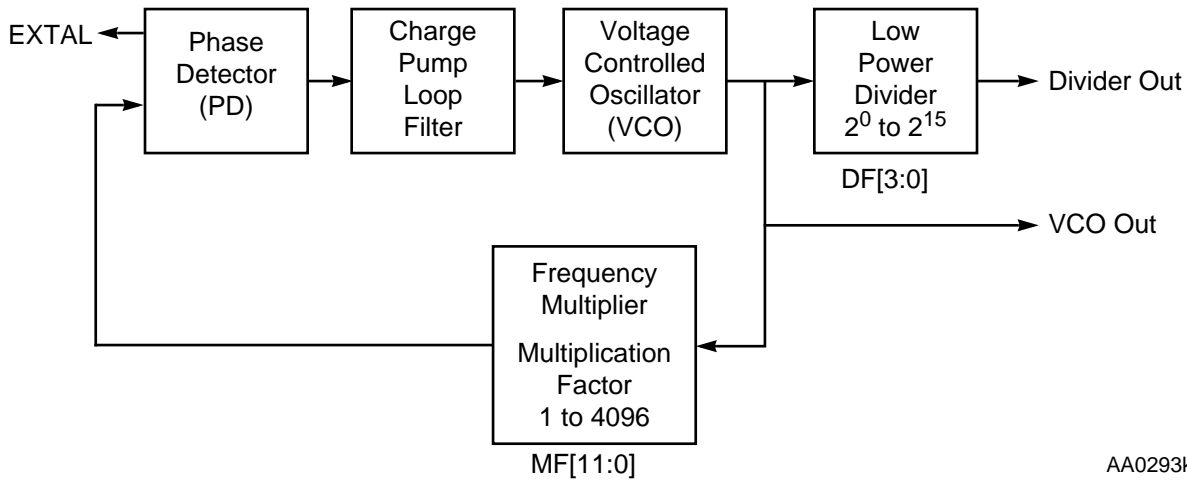 EXTAL
Phase
Detector
(PD)
Charge
Pump
Loop
Filter
Voltage
Controlled
Oscillator
(VCO)
Low
Power
Divider
2⁰ to 2¹⁵
DF[3:0]
Divider Out
VCO Out
Frequency
Multiplier
Multiplication
Factor
1 to 4096
MF[11:0]
AA0293k